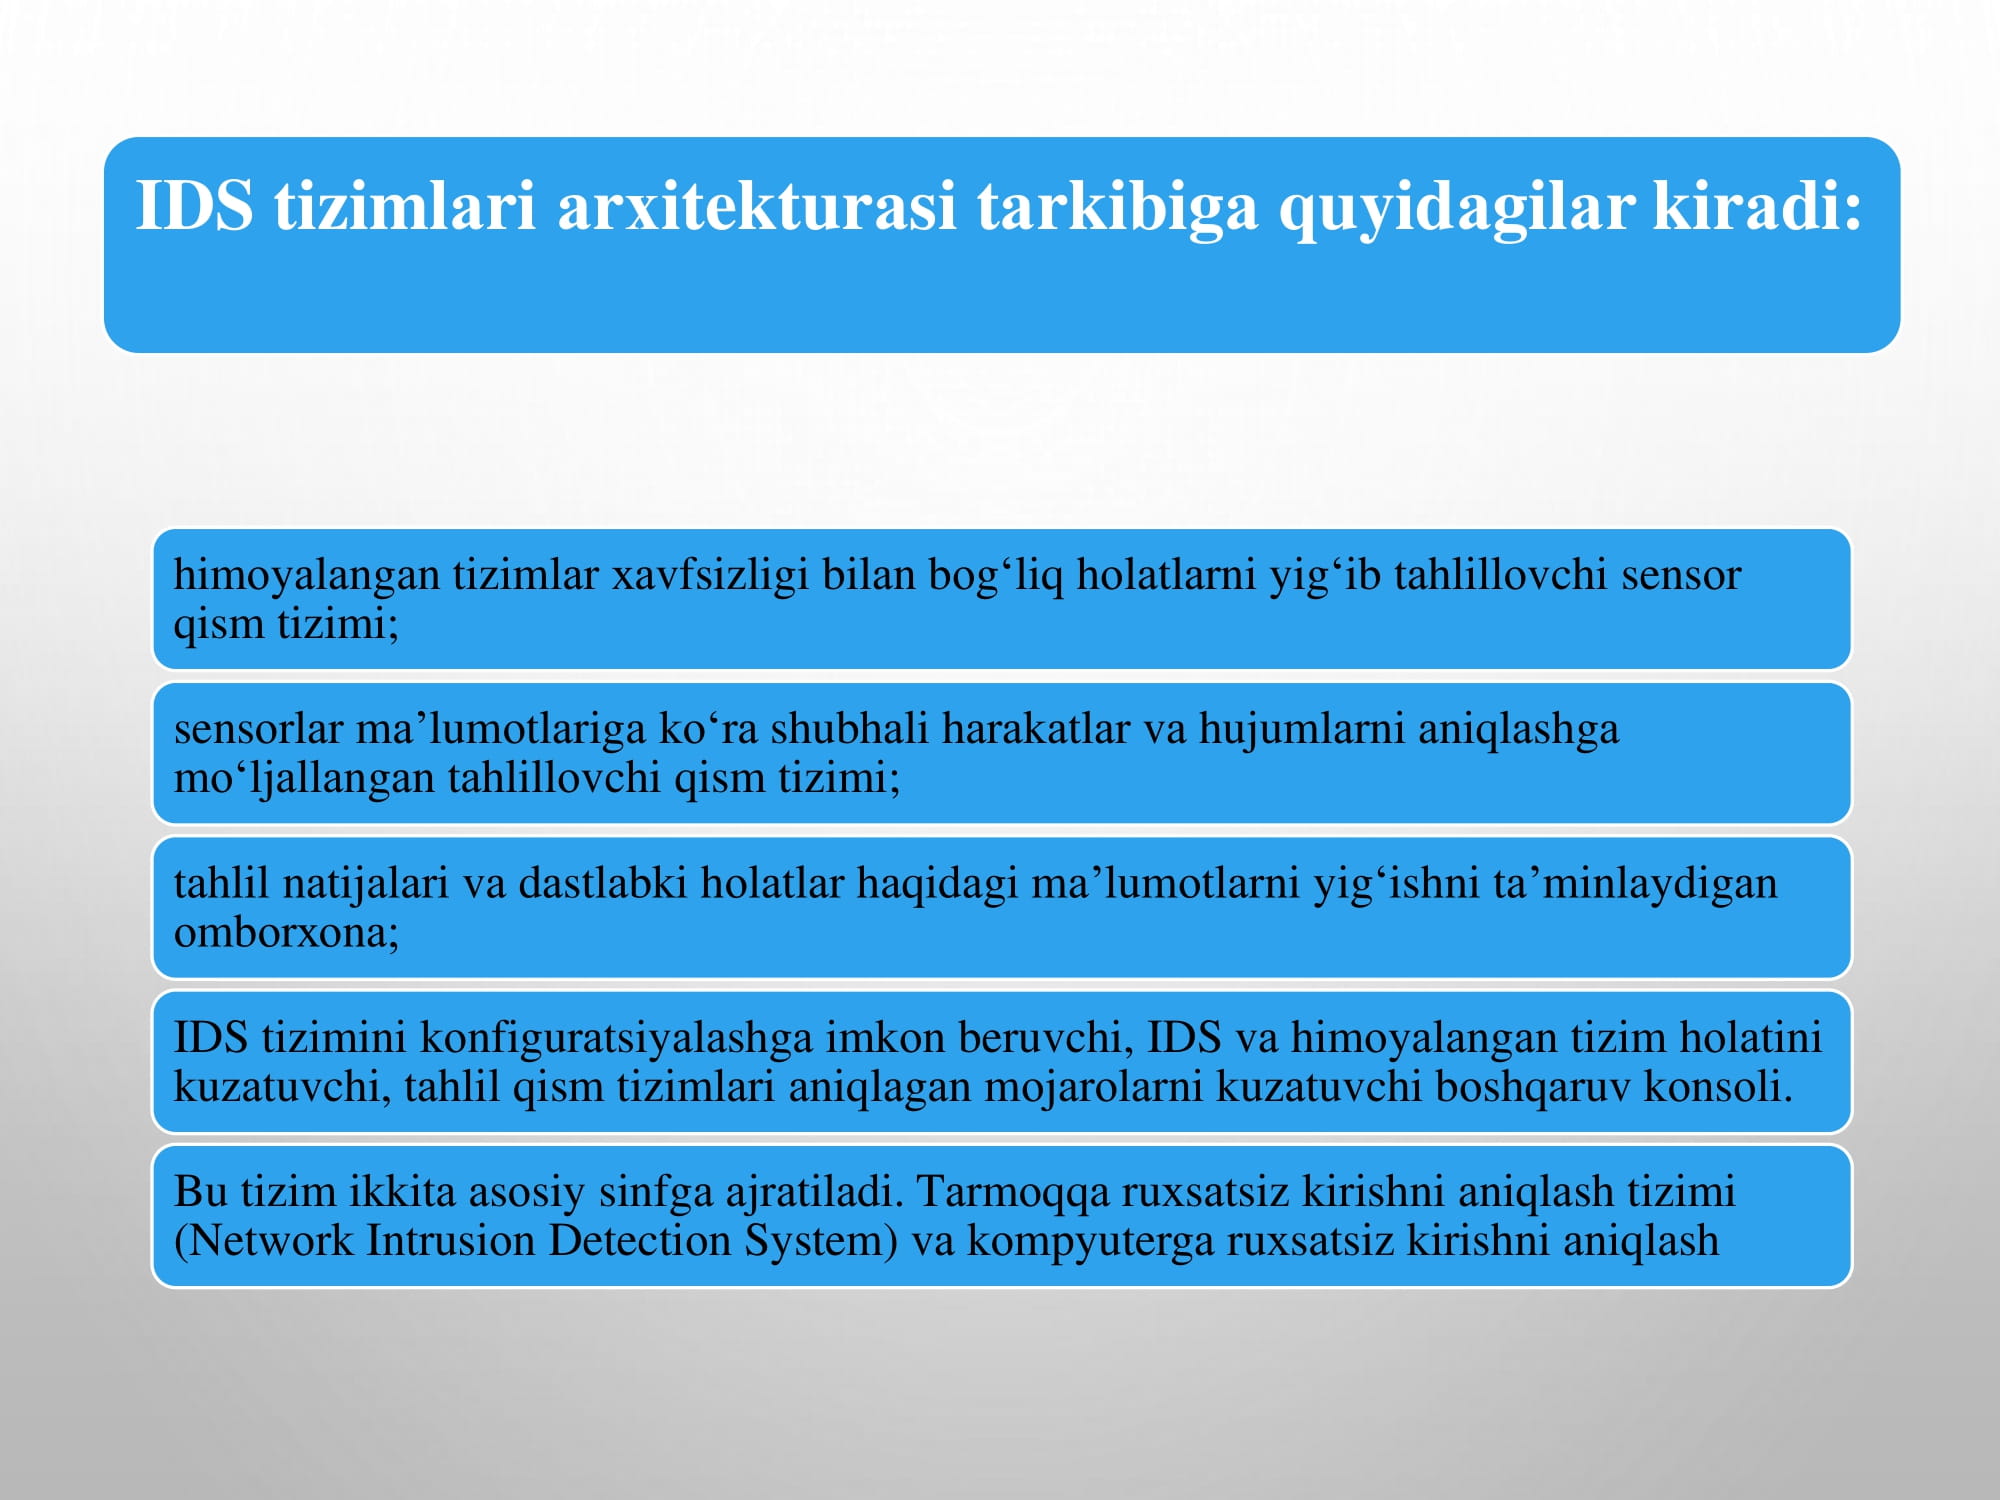 IDS tizimlari arxitekturasi tarkibiga quyidagilar kiradi:
himoyalangan tizimlar xavfsizligi bilan bog‘liq holatlarni yig‘ib tahlillovchi sensor
qism tizimi;
sensorlar ma’lumotlariga ko‘ra shubhali harakatlar va hujumlarni aniqlashga
mo‘ljallangan tahlillovchi qism tizimi;
tahlil natijalari va dastlabki holatlar haqidagi ma’lumotlarni yig‘ishni ta’minlaydigan
omborxona;
IDS tizimini konfiguratsiyalashga imkon beruvchi, IDS va himoyalangan tizim holatini
kuzatuvchi, tahlil qism tizimlari aniqlagan mojarolarni kuzatuvchi boshqaruv konsoli.
Bu tizim ikkita asosiy sinfga ajratiladi. Tarmoqqa ruxsatsiz kirishni aniqlash tizimi
(Network Intrusion Detection System) va kompyuterga ruxsatsiz kirishni aniqlash